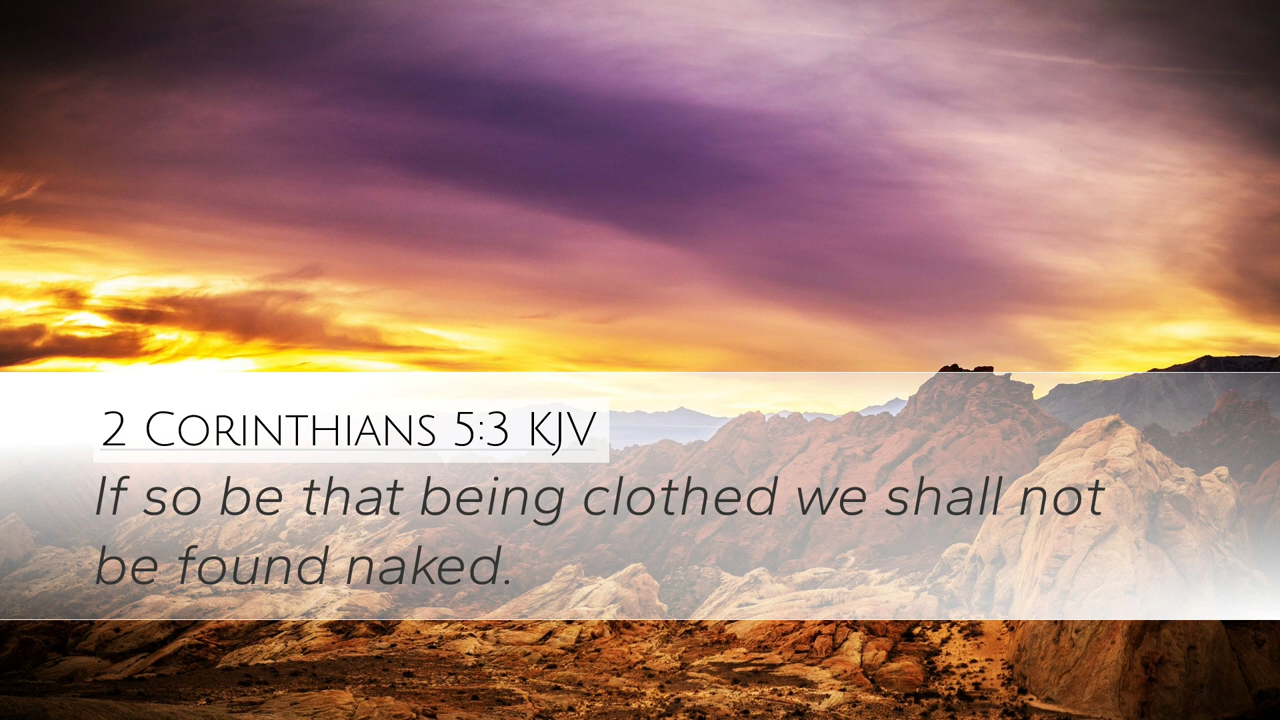 2 Corinthians 5:3 KJV
If so be that being clothed we shall not
be found naked.